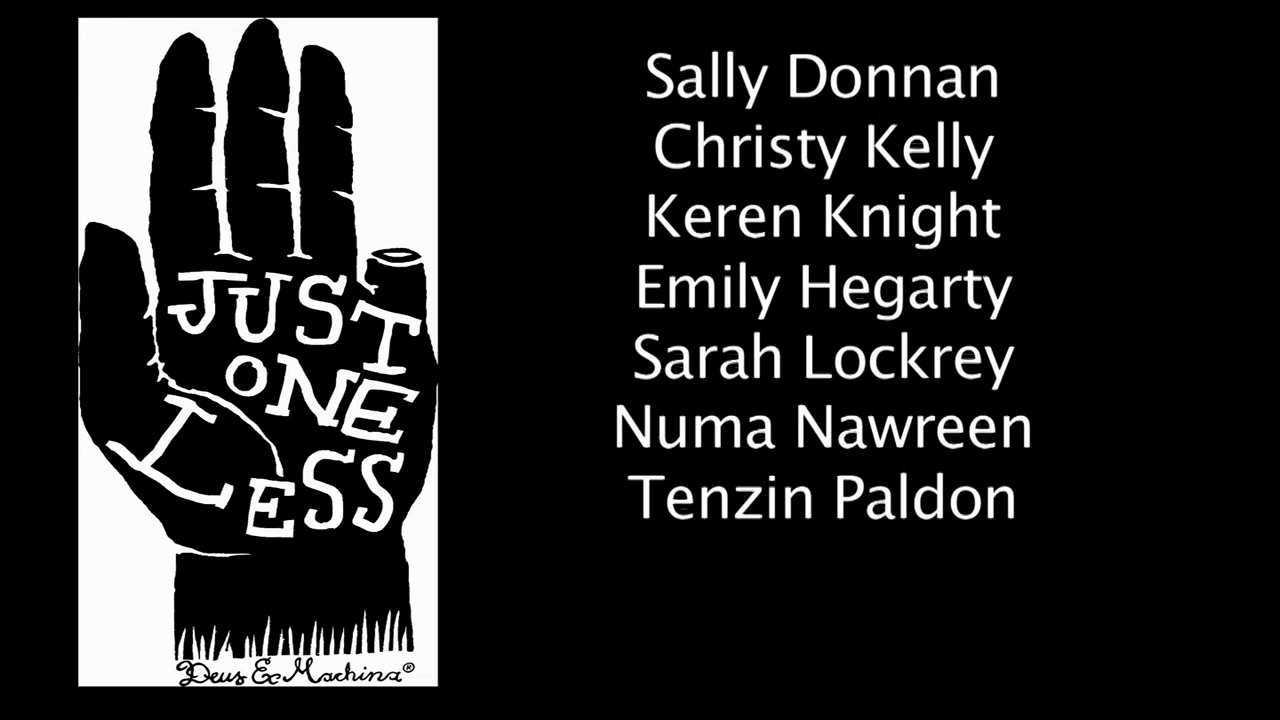 JUST
ONE
LESS
Deus Ex Machina®
Sally Donnan
Christy Kelly
Keren Knight
Emily Hegarty
Sarah Lockrey
Numa Nawreen
Tenzin Paldon